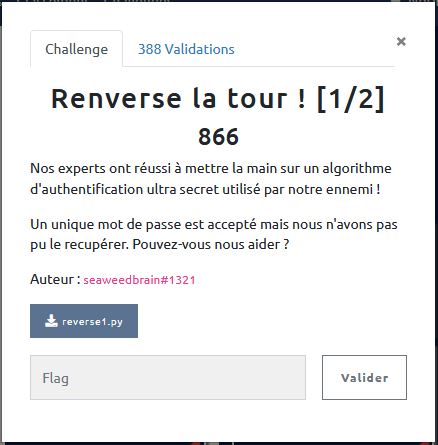 Challenge
388 Validations
×
Renverse la tour ! [1/2]
866
Nos experts ont réussi à mettre la main sur un algorithme
d'authentification ultra secret utilisé par notre ennemi !
Un unique mot de passe est accepté mais nous n'avons pas
pu le recupérer. Pouvez-vous nous aider ?
Auteur : seaweedbrain#1321
reverse1.py
Flag
Valider